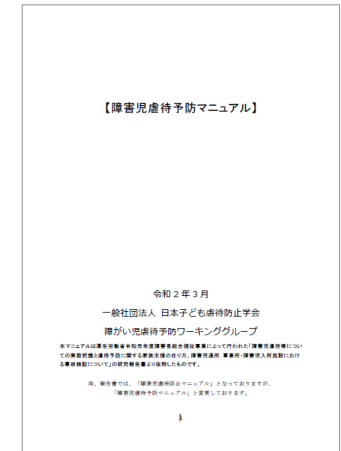 【障害児虐待予防マニュアル】
令和２年３月
一般社団法人 日本子ども虐待防止学会
障がい児虐待予防ワーキンググループ
本マニュアルは厚生労働省令和元年度障害者総合福祉事業によって行われた「障害児虐待等につい
ての実態把握と虐待予防に関する家族支援の在り方、障害児通所 事業所・障害児入所施設におけ
る事故検証について」の研究報告書より抜粋したものです。
尚、報告書では、「障害児虐待防止マニュアル」となっておりますが、
「障害児虐待予防マニュアル」と変更しております。